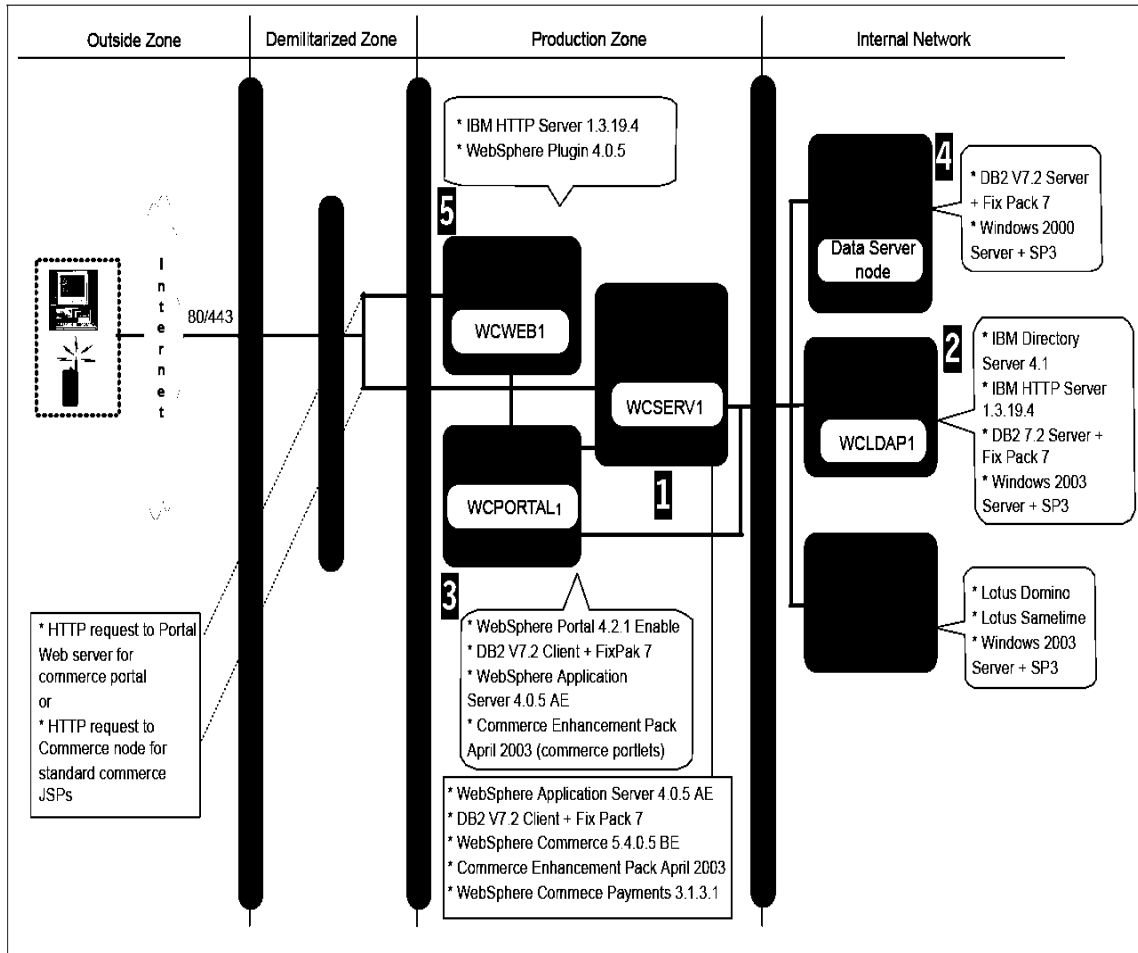 Outside Zone
Demilitarized Zone
Production Zone
Internal Network
* IBM HTTP Server 1.3.19.4
* WebSphere Plugin 4.0.5
5
WCWEB1
Internet
80/443
WCSERV1
1
WCPORTAL1
3
4
Data Server
node
* DB2 V7.2 Server
+ Fix Pack 7
* Windows 2000
Server + SP3
2
WCLDAP1
* IBM Directory
Server 4.1
* IBM HTTP Server
1.3.19.4
* DB2 7.2 Server +
Fix Pack 7
* Windows 2003
Server + SP3
* Lotus Domino
* Lotus Sametime
* Windows 2003
Server + SP3
* HTTP request to Portal
Web server for
commerce portal
or
* HTTP request to
Commerce node for
standard commerce
JSPs
* WebSphere Portal 4.2.1 Enable
* DB2 V7.2 Client + FixPak 7
* WebSphere Application
Server 4.0.5 AE
* Commerce Enhancement Pack
April 2003 (commerce portlets)
* WebSphere Application Server 4.0.5 AE
* DB2 V7.2 Client + Fix Pack 7
* WebSphere Commerce 5.4.0.5 BE
* Commerce Enhancement Pack April 2003
* WebSphere Commece Payments 3.1.3.1